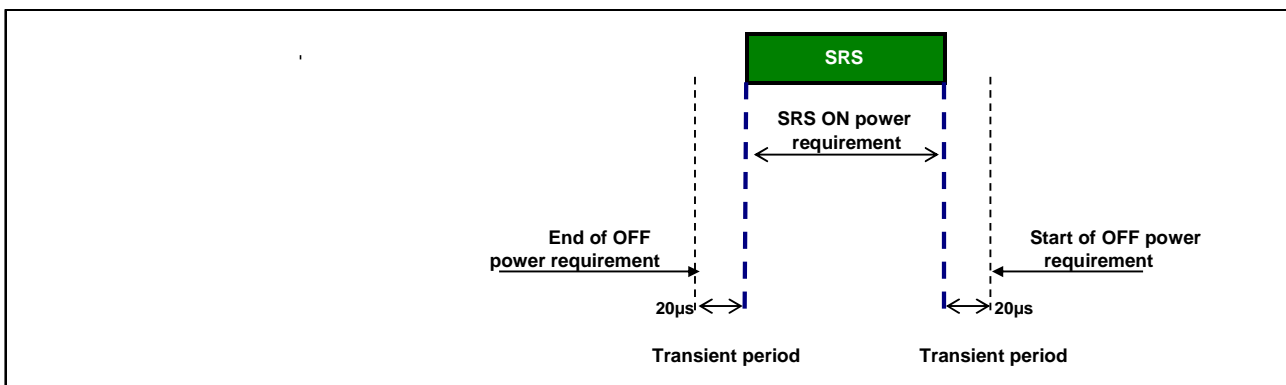 SRS
SRS ON power
requirement
End of OFF
power requirement
Start of OFF power
requirement
20µs
20µs
Transient period
Transient period